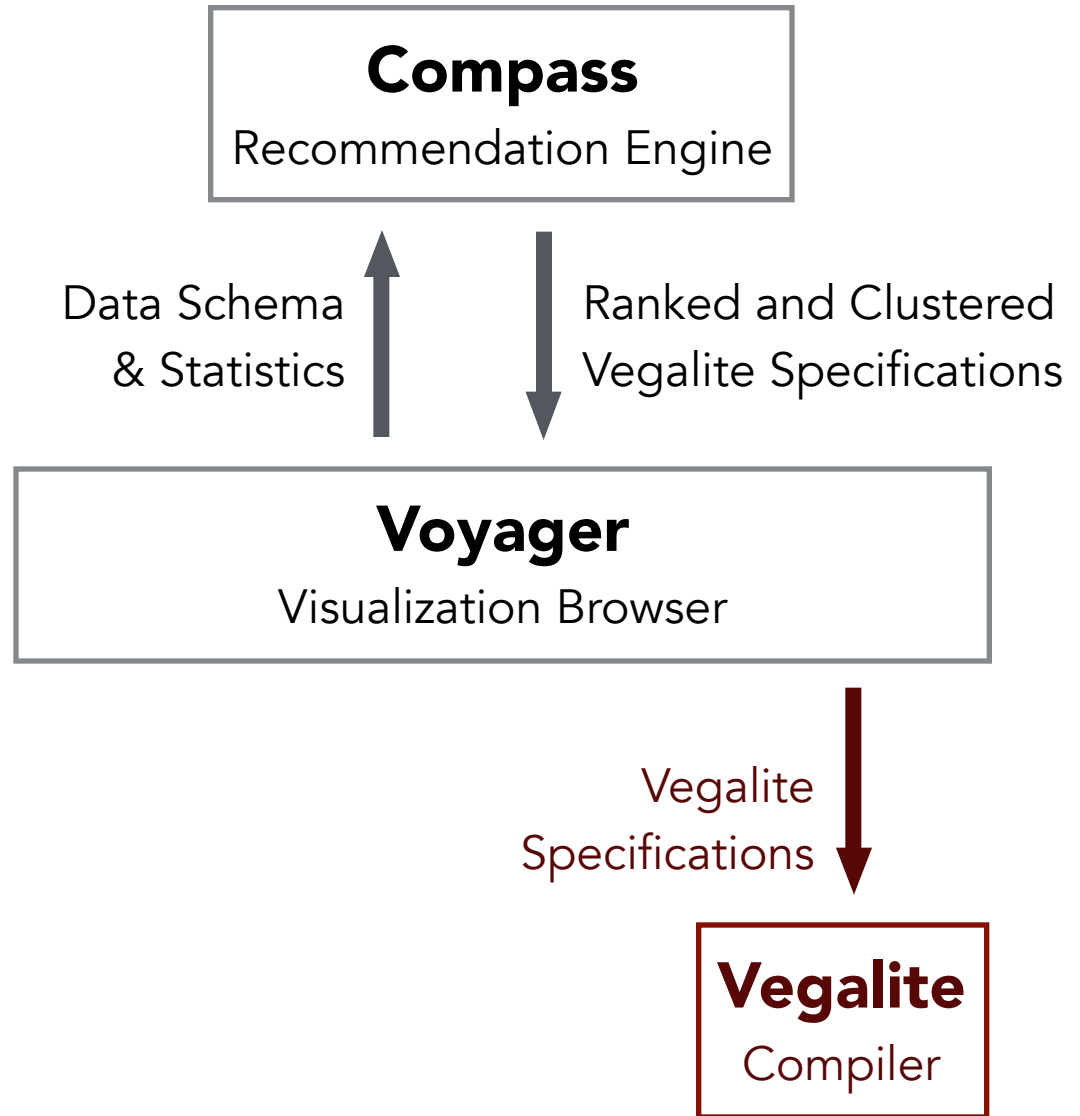 Compass
Recommendation Engine
Data Schema
& Statistics
Ranked and Clustered
Vegalite Specifications
Voyager
Visualization Browser
Vegalite
Specifications
Vegalite
Compiler